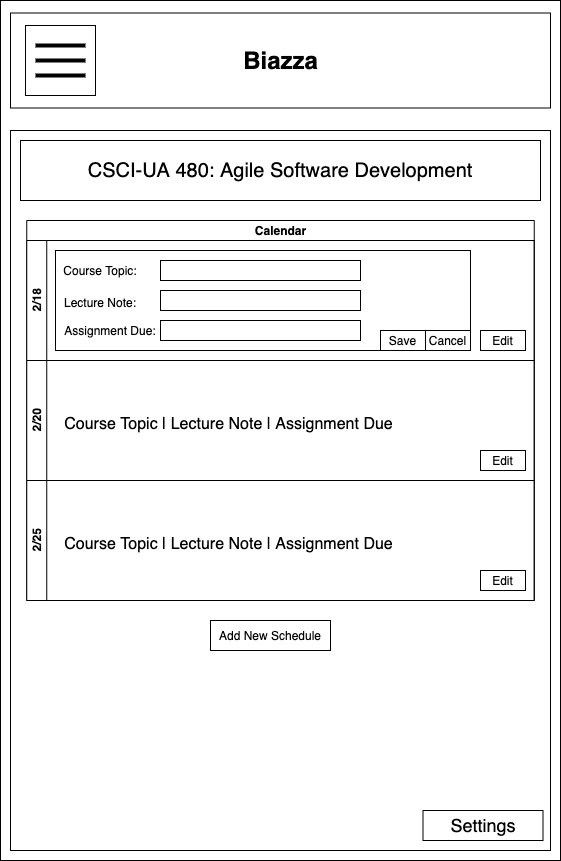 Biazza
CSCI-UA 480: Agile Software Development
Calendar
2/18
Course Topic:
Lecture Note:
Assignment Due:
Save
Cancel
Edit
2/20
Course Topic | Lecture Note | Assignment Due
Edit
2/25
Course Topic | Lecture Note | Assignment Due
Edit
Add New Schedule
Settings